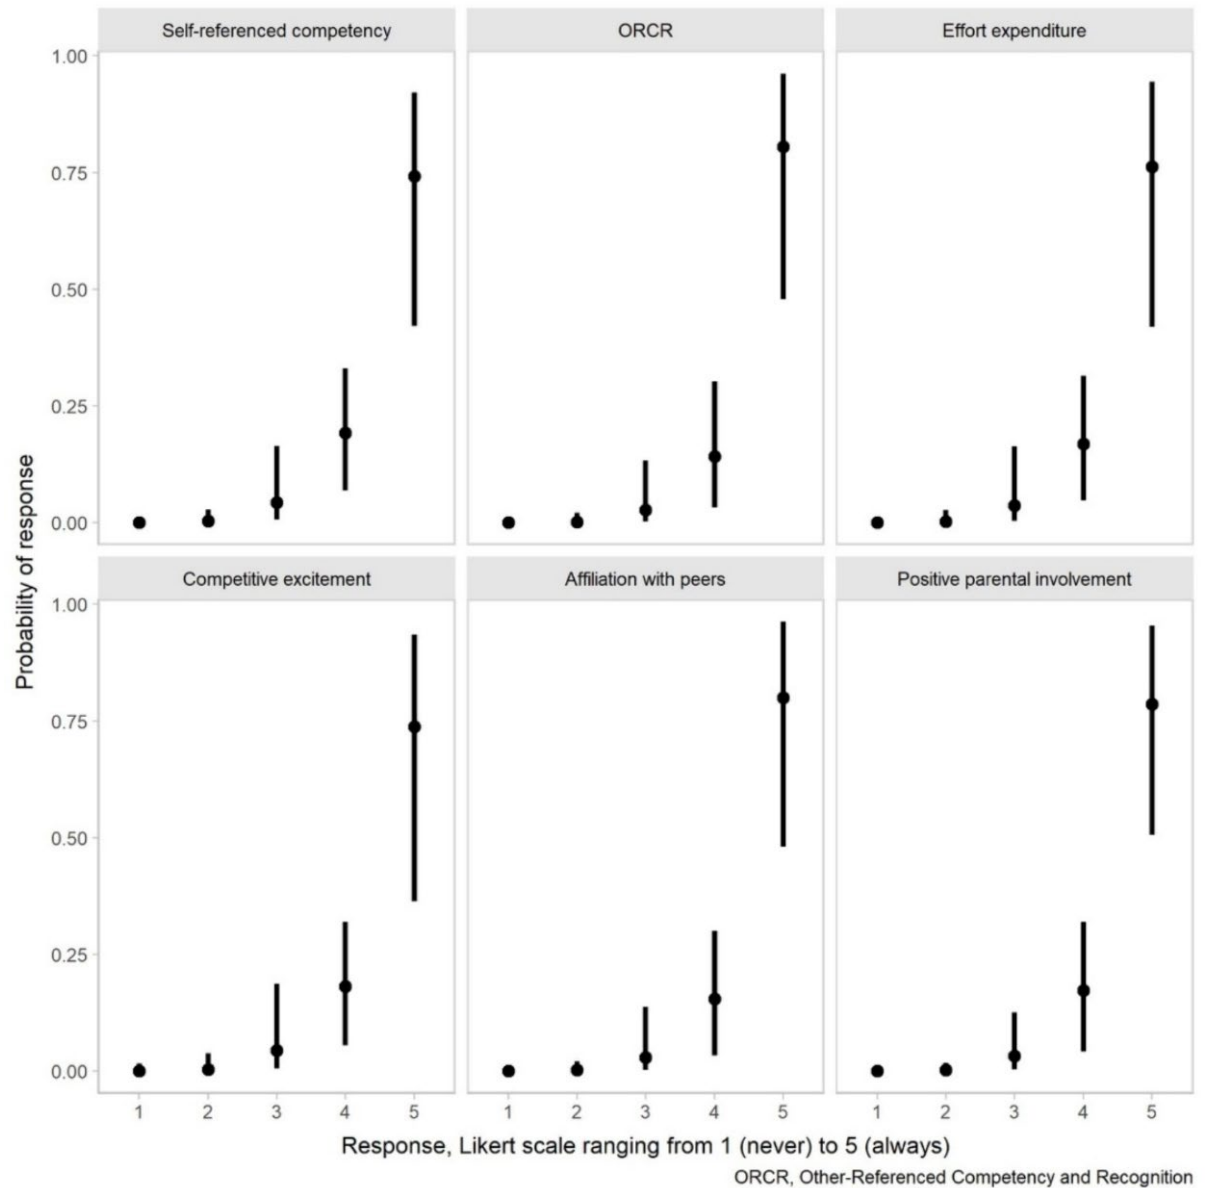 Self-referenced competency
ORCR
Effort expenditure
1.00
0.75
0.50
0.25
0.00
Competitive excitement
Affiliation with peers
Positive parental involvement
1.00
0.75
0.50
0.25
0.00
Probability of response
1 2 3 4 5
1 2 3 4 5
1 2 3 4 5
Response, Likert scale ranging from 1 (never) to 5 (always)
ORCR, Other-Referenced Competency and Recognition